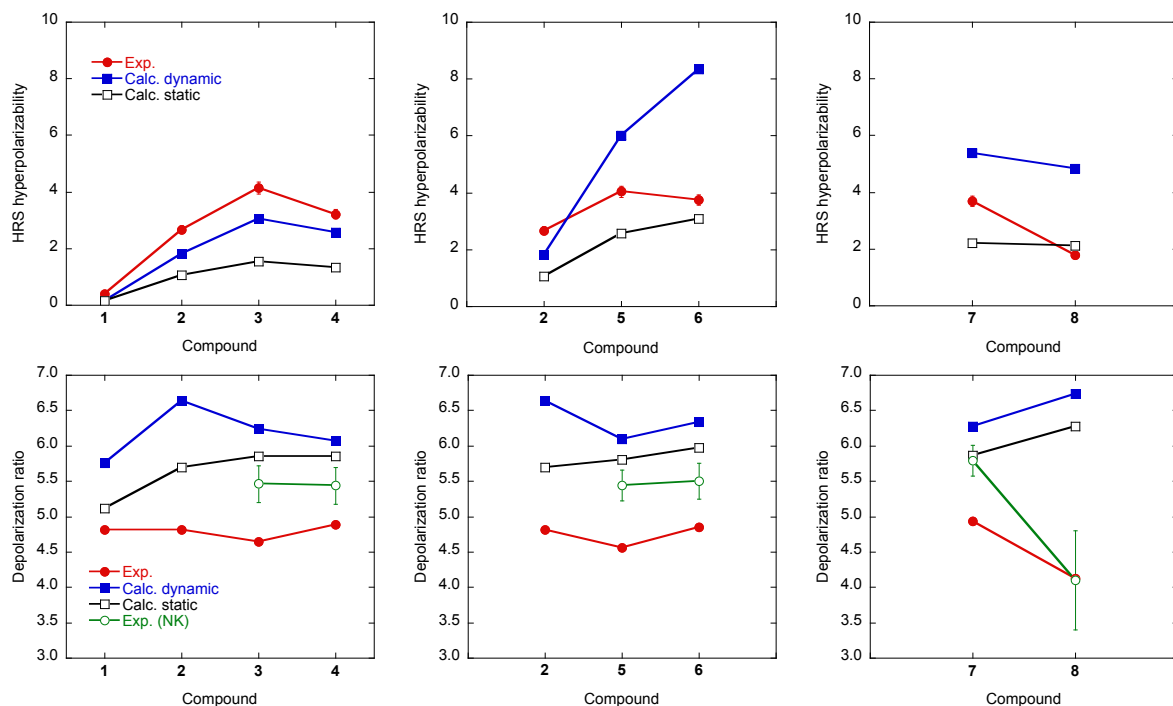 10
8
6
4
2
0
HRS hyperpolarizability
Exp.
Calc. dynamic
Calc. static
1 2 3 4
Compound
10
8
6
4
2
0
HRS hyperpolarizability
2 5 6
Compound
10
8
6
4
2
0
HRS hyperpolarizability
7 8
Compound
7.0
6.5
6.0
5.5
5.0
4.5
4.0
3.5
3.0
Depolarization ratio
Exp.
Calc. dynamic
Calc. static
Exp. (NK)
1 2 3 4
Compound
7.0
6.5
6.0
5.5
5.0
4.5
4.0
3.5
3.0
Depolarization ratio
2 5 6
Compound
7.0
6.5
6.0
5.5
5.0
4.5
4.0
3.5
3.0
Depolarization ratio
7 8
Compound